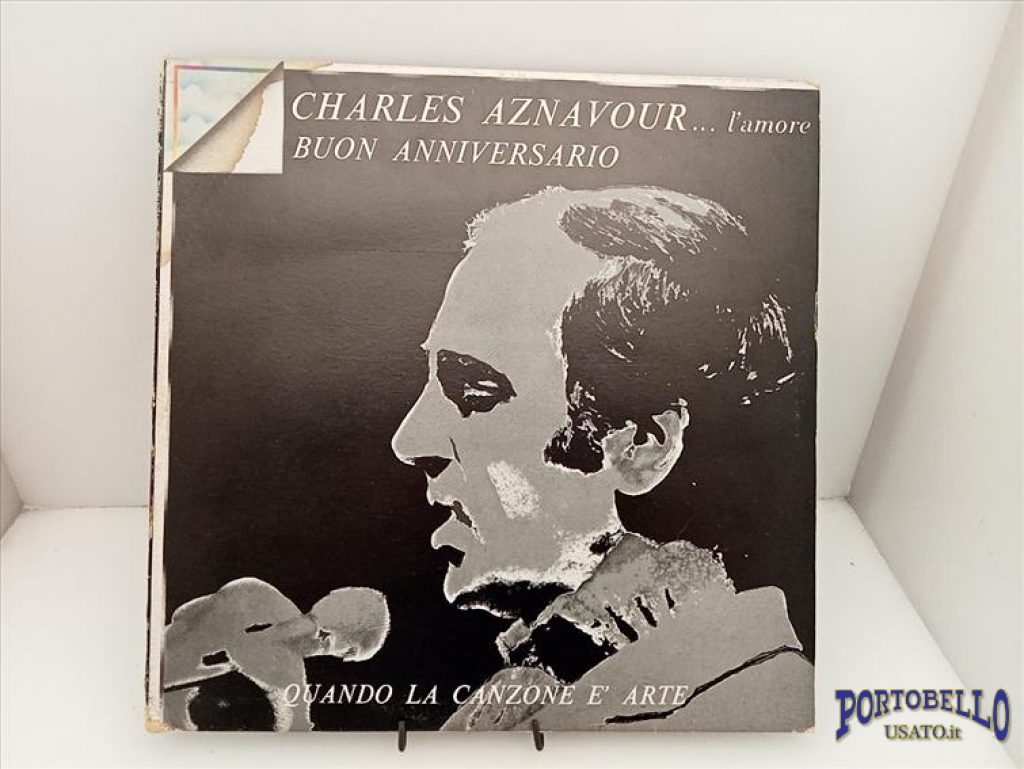 CHARLES AZNAVOUR... l'amore
BUON ANNIVERSARIO
QUANDO LA CANZONE E' ARTE
PORTOBELLO
USATO.it